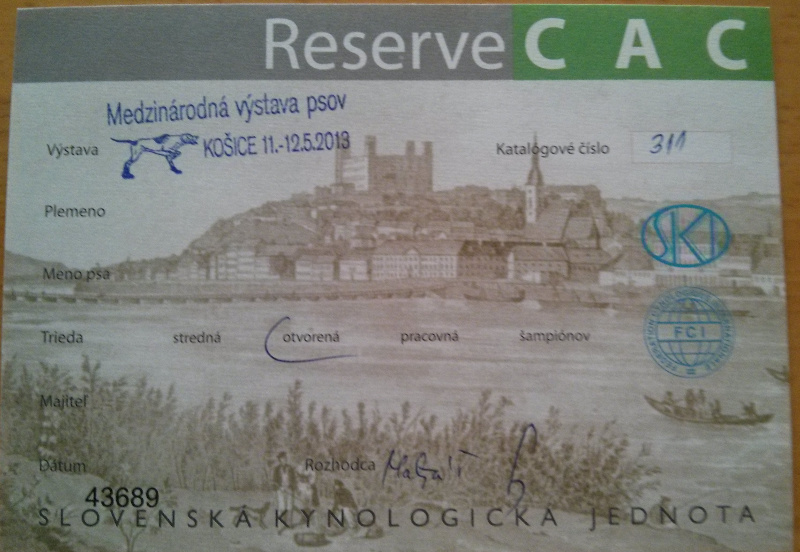 Reserve C A C
Medzinárodná výstava psov
Výstava KOŠICE 11.-12.5.2013 Katalógové číslo 311
Plemeno
SKJ
Meno psa
FCI
Trieda stredná otvorená pracovná šampiónov
Majiteľ
Dátum Rozhodca
43689
SLOVENSKÁ KYNOLOGICKÁ JEDNOTA